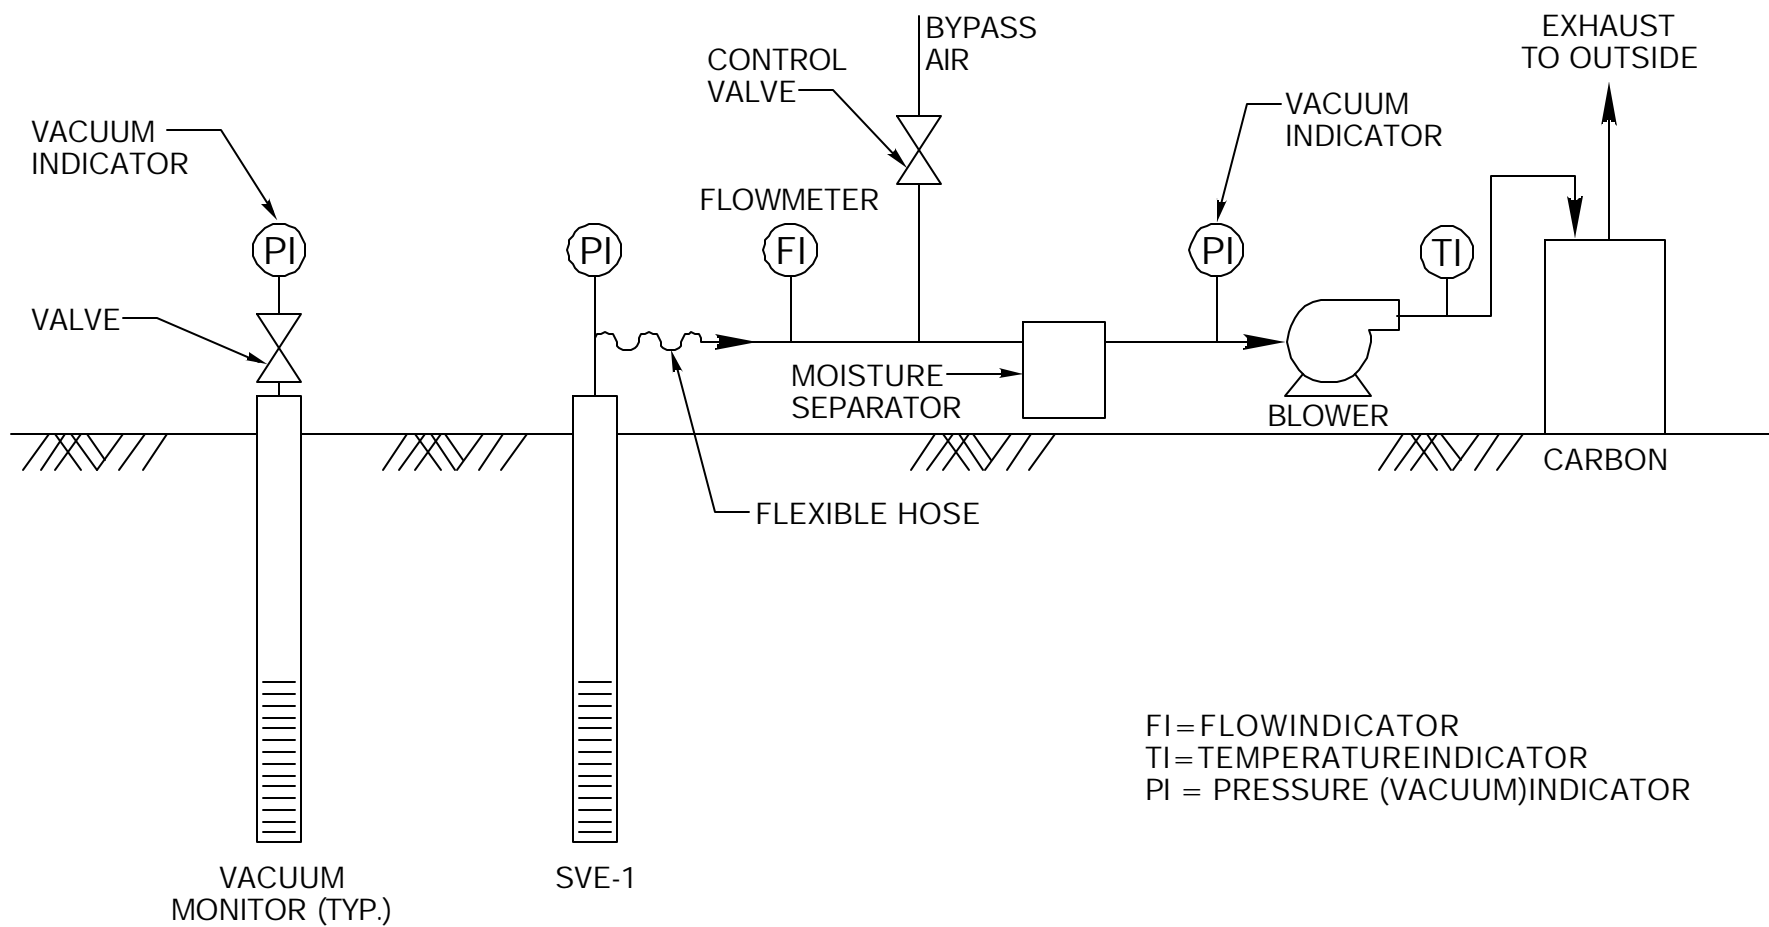 BYPASS
AIR
EXHAUST
TO OUTSIDE
CONTROL
VALVE
VACUUM
INDICATOR
VACUUM
INDICATOR
FLOWMETER
PI
PI
FI
PI
TI
VALVE
MOISTURE
SEPARATOR
BLOWER
CARBON
FLEXIBLE HOSE
FI=FLOWINDICATOR
TI=TEMPERATUREINDICATOR
PI = PRESSURE (VACUUM)INDICATOR
VACUUM
MONITOR (TYP.)
SVE-1